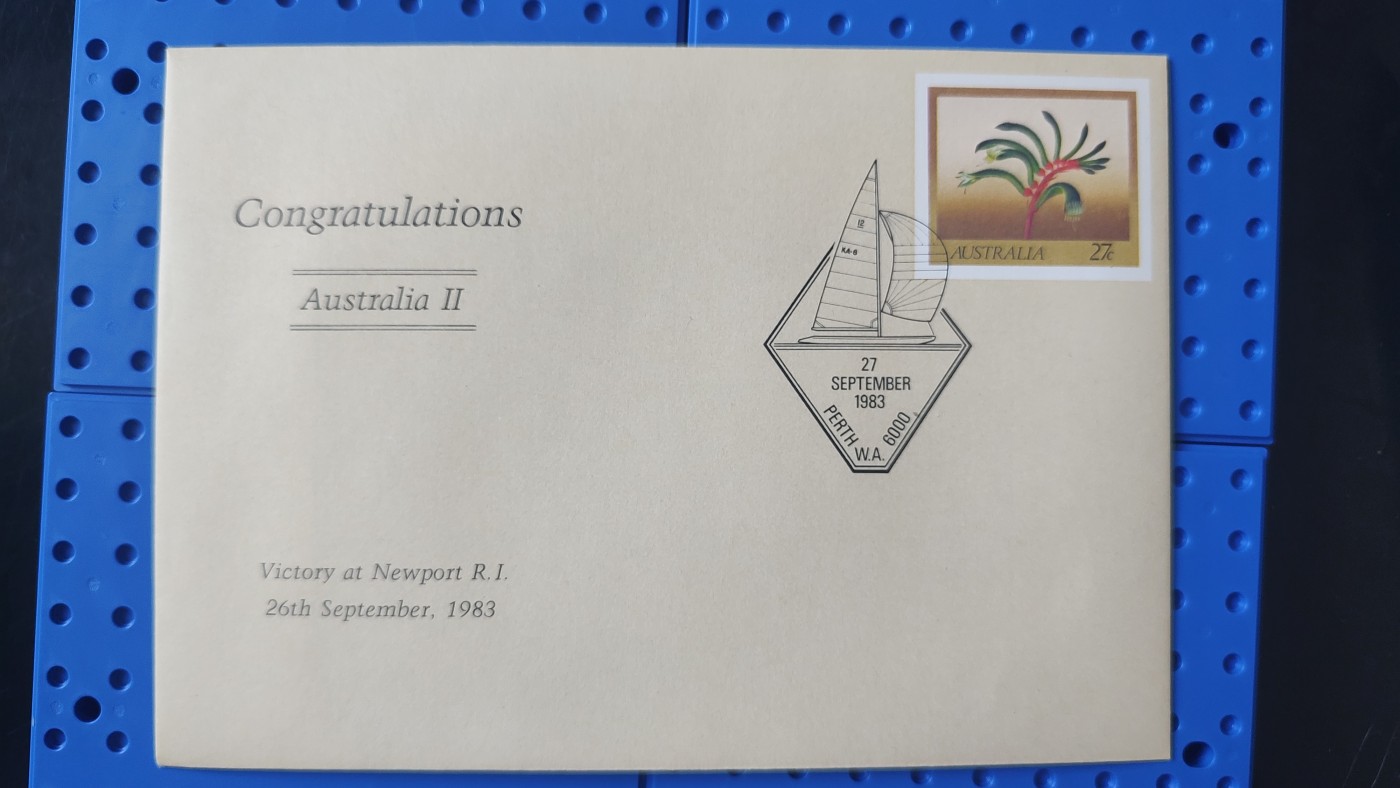 Congratulations
Australia II
Victory at Newport R.I.
26th September, 1983
AUSTRALIA 27c
12
KA-6
27
SEPTEMBER
1983
PERTH W.A. 6000